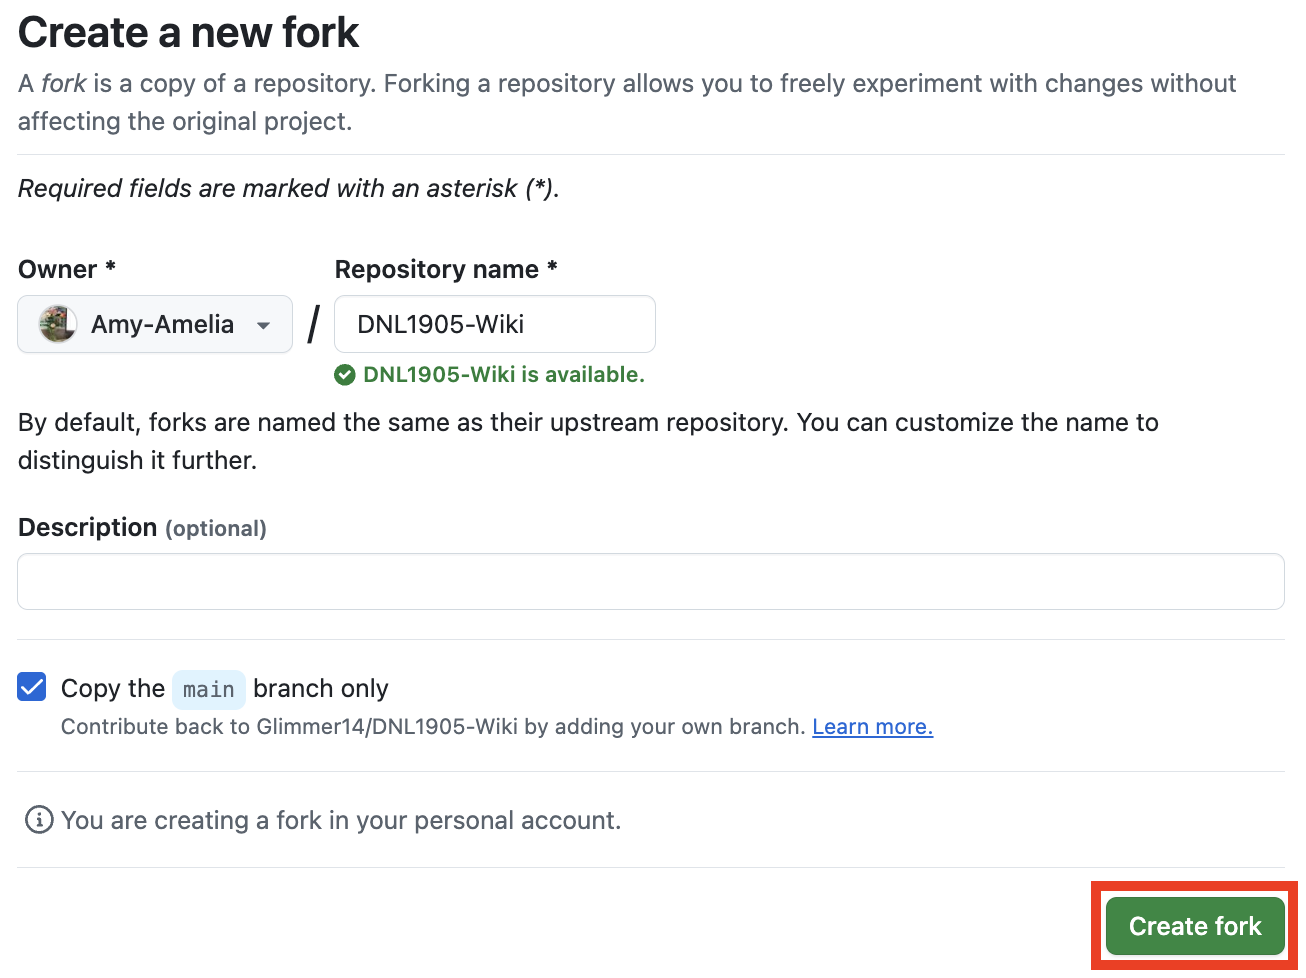 Create a new fork
A fork is a copy of a repository. Forking a repository allows you to freely experiment with changes without
affecting the original project.
Required fields are marked with an asterisk (*).
Owner *
Repository name *
Amy-Amelia
/
DNL1905-Wiki
DNL1905-Wiki is available.
By default, forks are named the same as their upstream repository. You can customize the name to
distinguish it further.
Description (optional)
Copy the main branch only
Contribute back to Glimmer14/DNL1905-Wiki by adding your own branch. Learn more.
You are creating a fork in your personal account.
Create fork